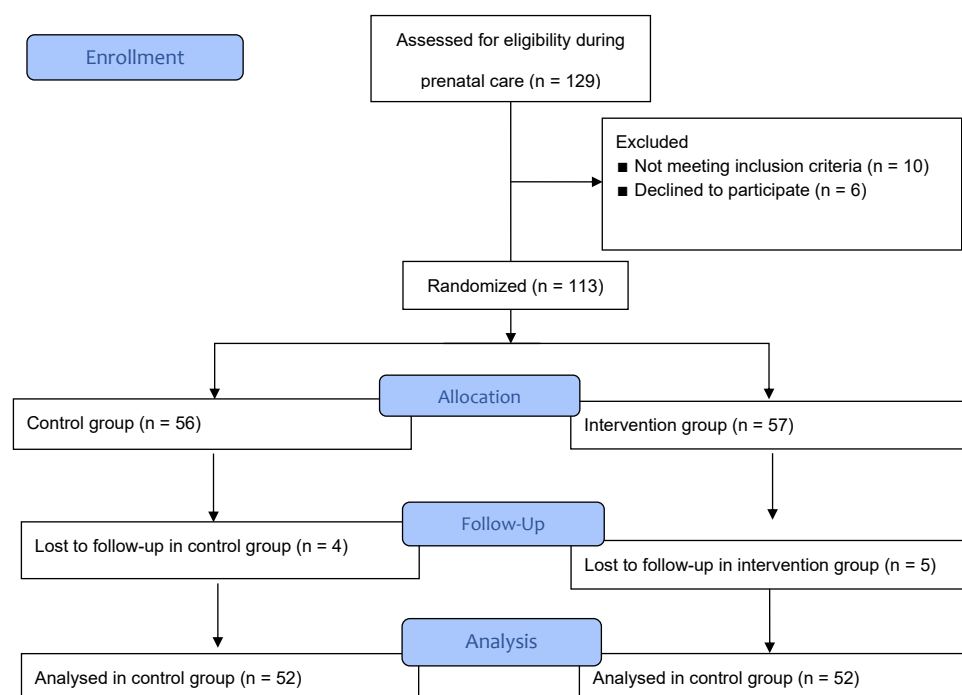 Enrollment
Assessed for eligibility during
prenatal care (n = 129)
Excluded
■ Not meeting inclusion criteria (n = 10)
■ Declined to participate (n = 6)
Randomized (n = 113)
Allocation
Control group (n = 56)
Intervention group (n = 57)
Follow-Up
Lost to follow-up in control group (n = 4)
Lost to follow-up in intervention group (n = 5)
Analysis
Analysed in control group (n = 52)
Analysed in control group (n = 52)